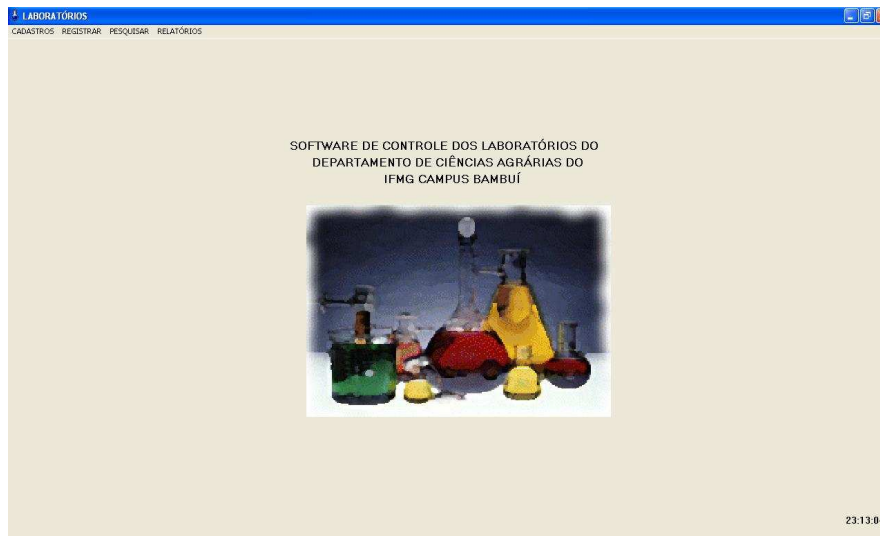 LABORATÓRIOS
CADASTROS REGISTRAR PESQUISAR RELATÓRIOS
SOFTWARE DE CONTROLE DOS LABORATÓRIOS DO
DEPARTAMENTO DE CIÊNCIAS AGRÁRIAS DO
IFMG CAMPUS BAMBUÍ